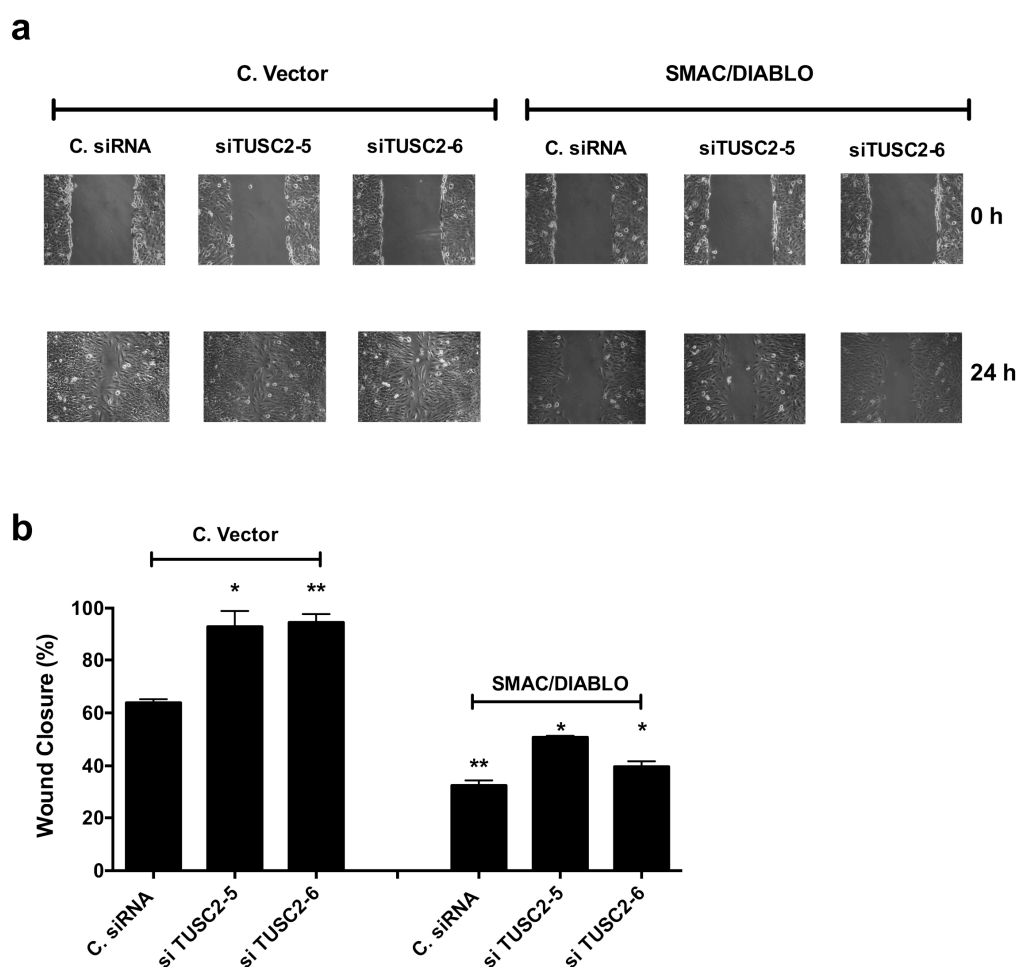 a
C. Vector SMAC/DIABLO
C. siRNA siTUSC2-5 siTUSC2-6 C. siRNA siTUSC2-5 siTUSC2-6
0 h
24 h
b
C. Vector
* **
100
80
60
40
20
0
Wound Closure (%)
SMAC/DIABLO
** * *
C. siRNA si TUSC2-5 si TUSC2-6 C. siRNA si TUSC2-5 si TUSC2-6